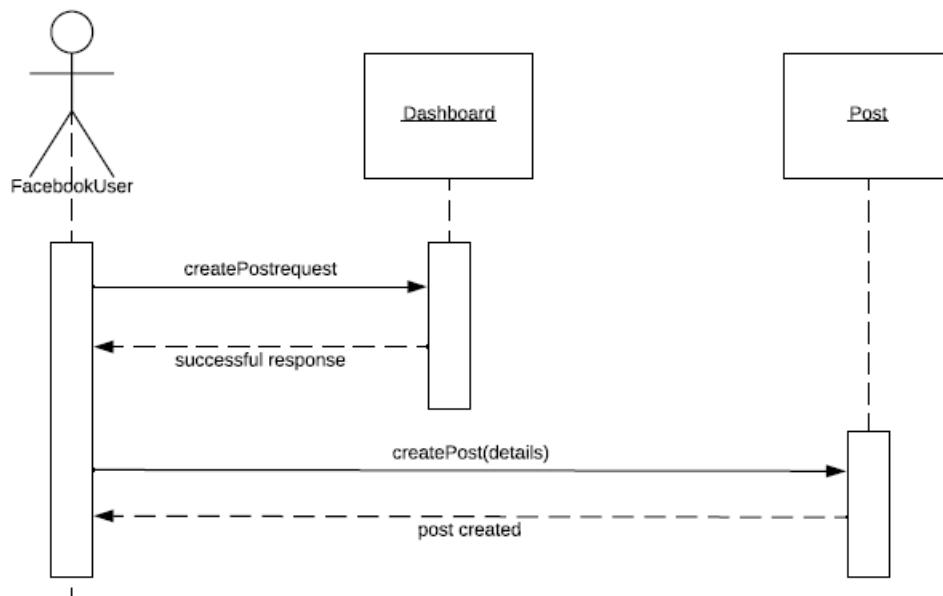 Dashboard
Post
FacebookUser
createPostrequest
successful response
createPost(details)
post created